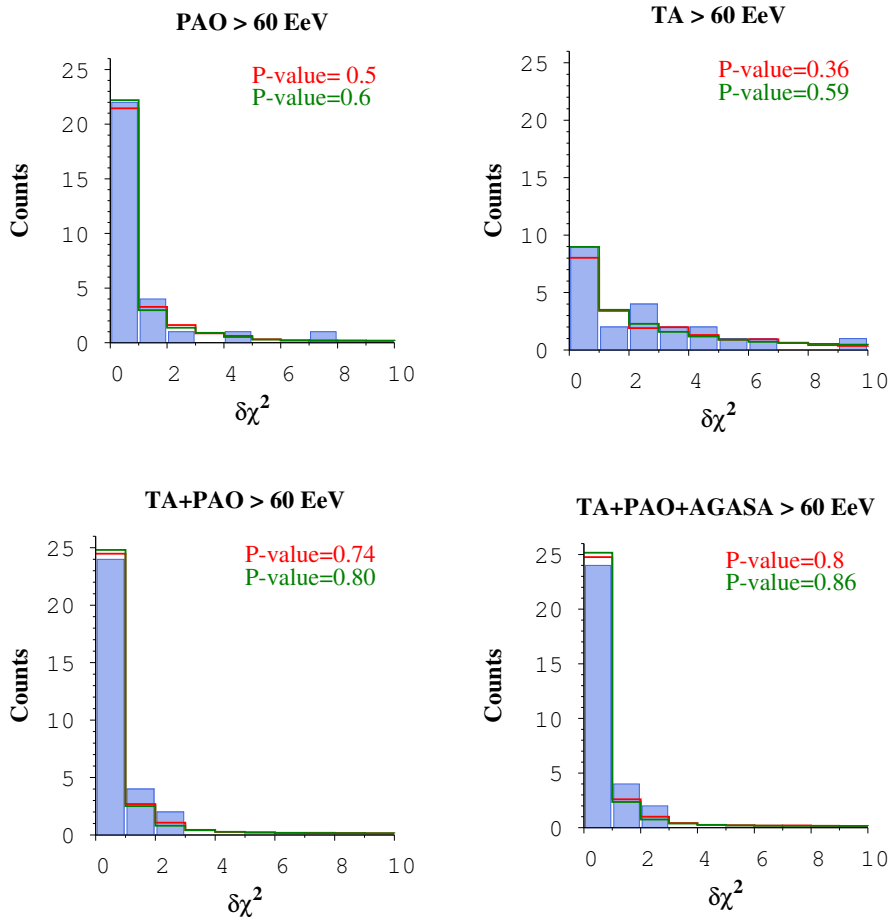 PAO > 60 EeV
P-value= 0.5
P-value=0.6
Counts
25
20
15
10
5
0
0 2 4 6 8 10
δχ²
TA > 60 EeV
P-value=0.36
P-value=0.59
Counts
25
20
15
10
5
0
0 2 4 6 8 10
δχ²
TA+PAO > 60 EeV
P-value=0.74
P-value=0.80
Counts
25
20
15
10
5
0
0 2 4 6 8 10
δχ²
TA+PAO+AGASA > 60 EeV
P-value=0.8
P-value=0.86
Counts
25
20
15
10
5
0
0 2 4 6 8 10
δχ²